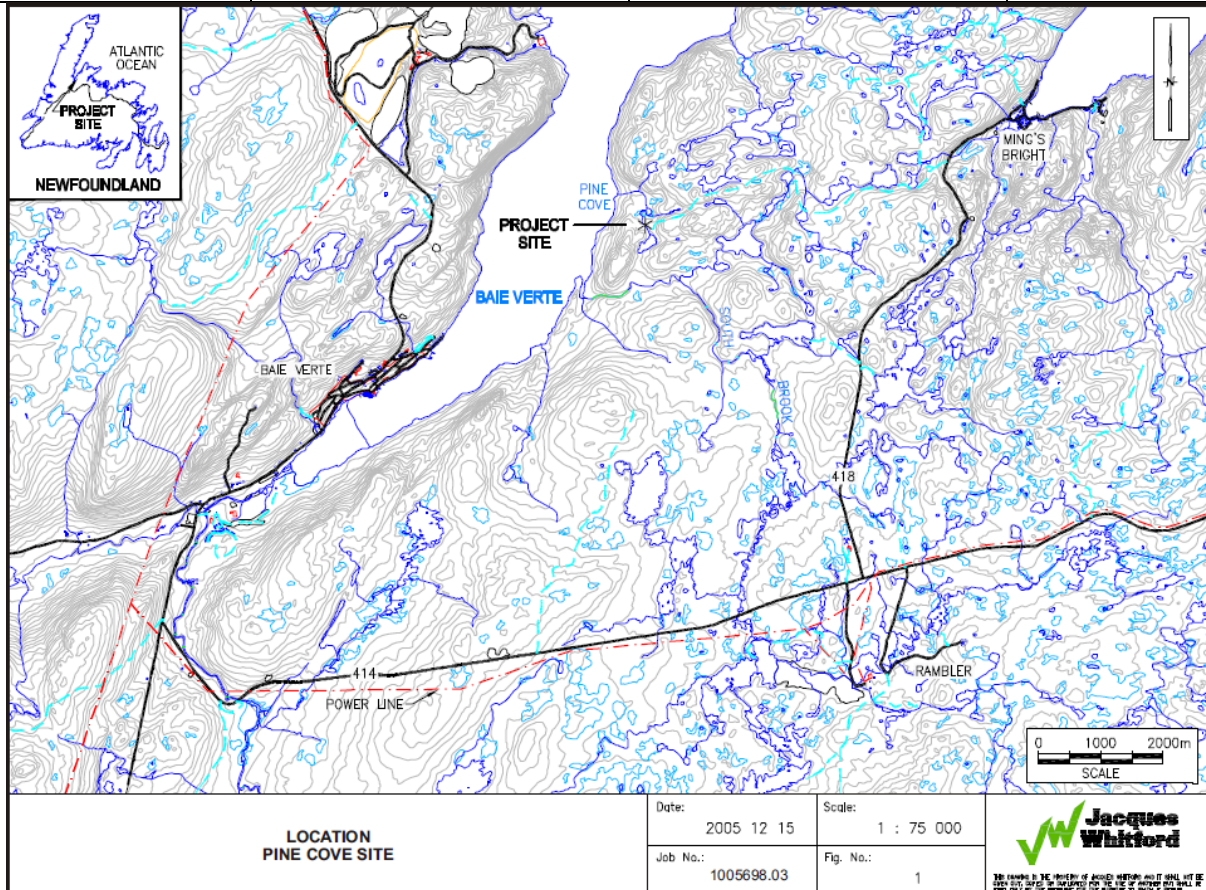 ATLANTIC
OCEAN
PROJECT
SITE
NEWFOUNDLAND
N
MING'S
BRIGHT
PINE
COVE
PROJECT
SITE
BAIE VERTE
SOUTH
BROOK
BAIE VERTE
418
414
POWER LINE
RAMBLER
0 1000 2000m
SCALE
LOCATION
PINE COVE SITE
Date:
2005 12 15
Scale:
1 : 75 000
Job No.:
1005698.03
Fig. No.:
1
Jacques
Whitford